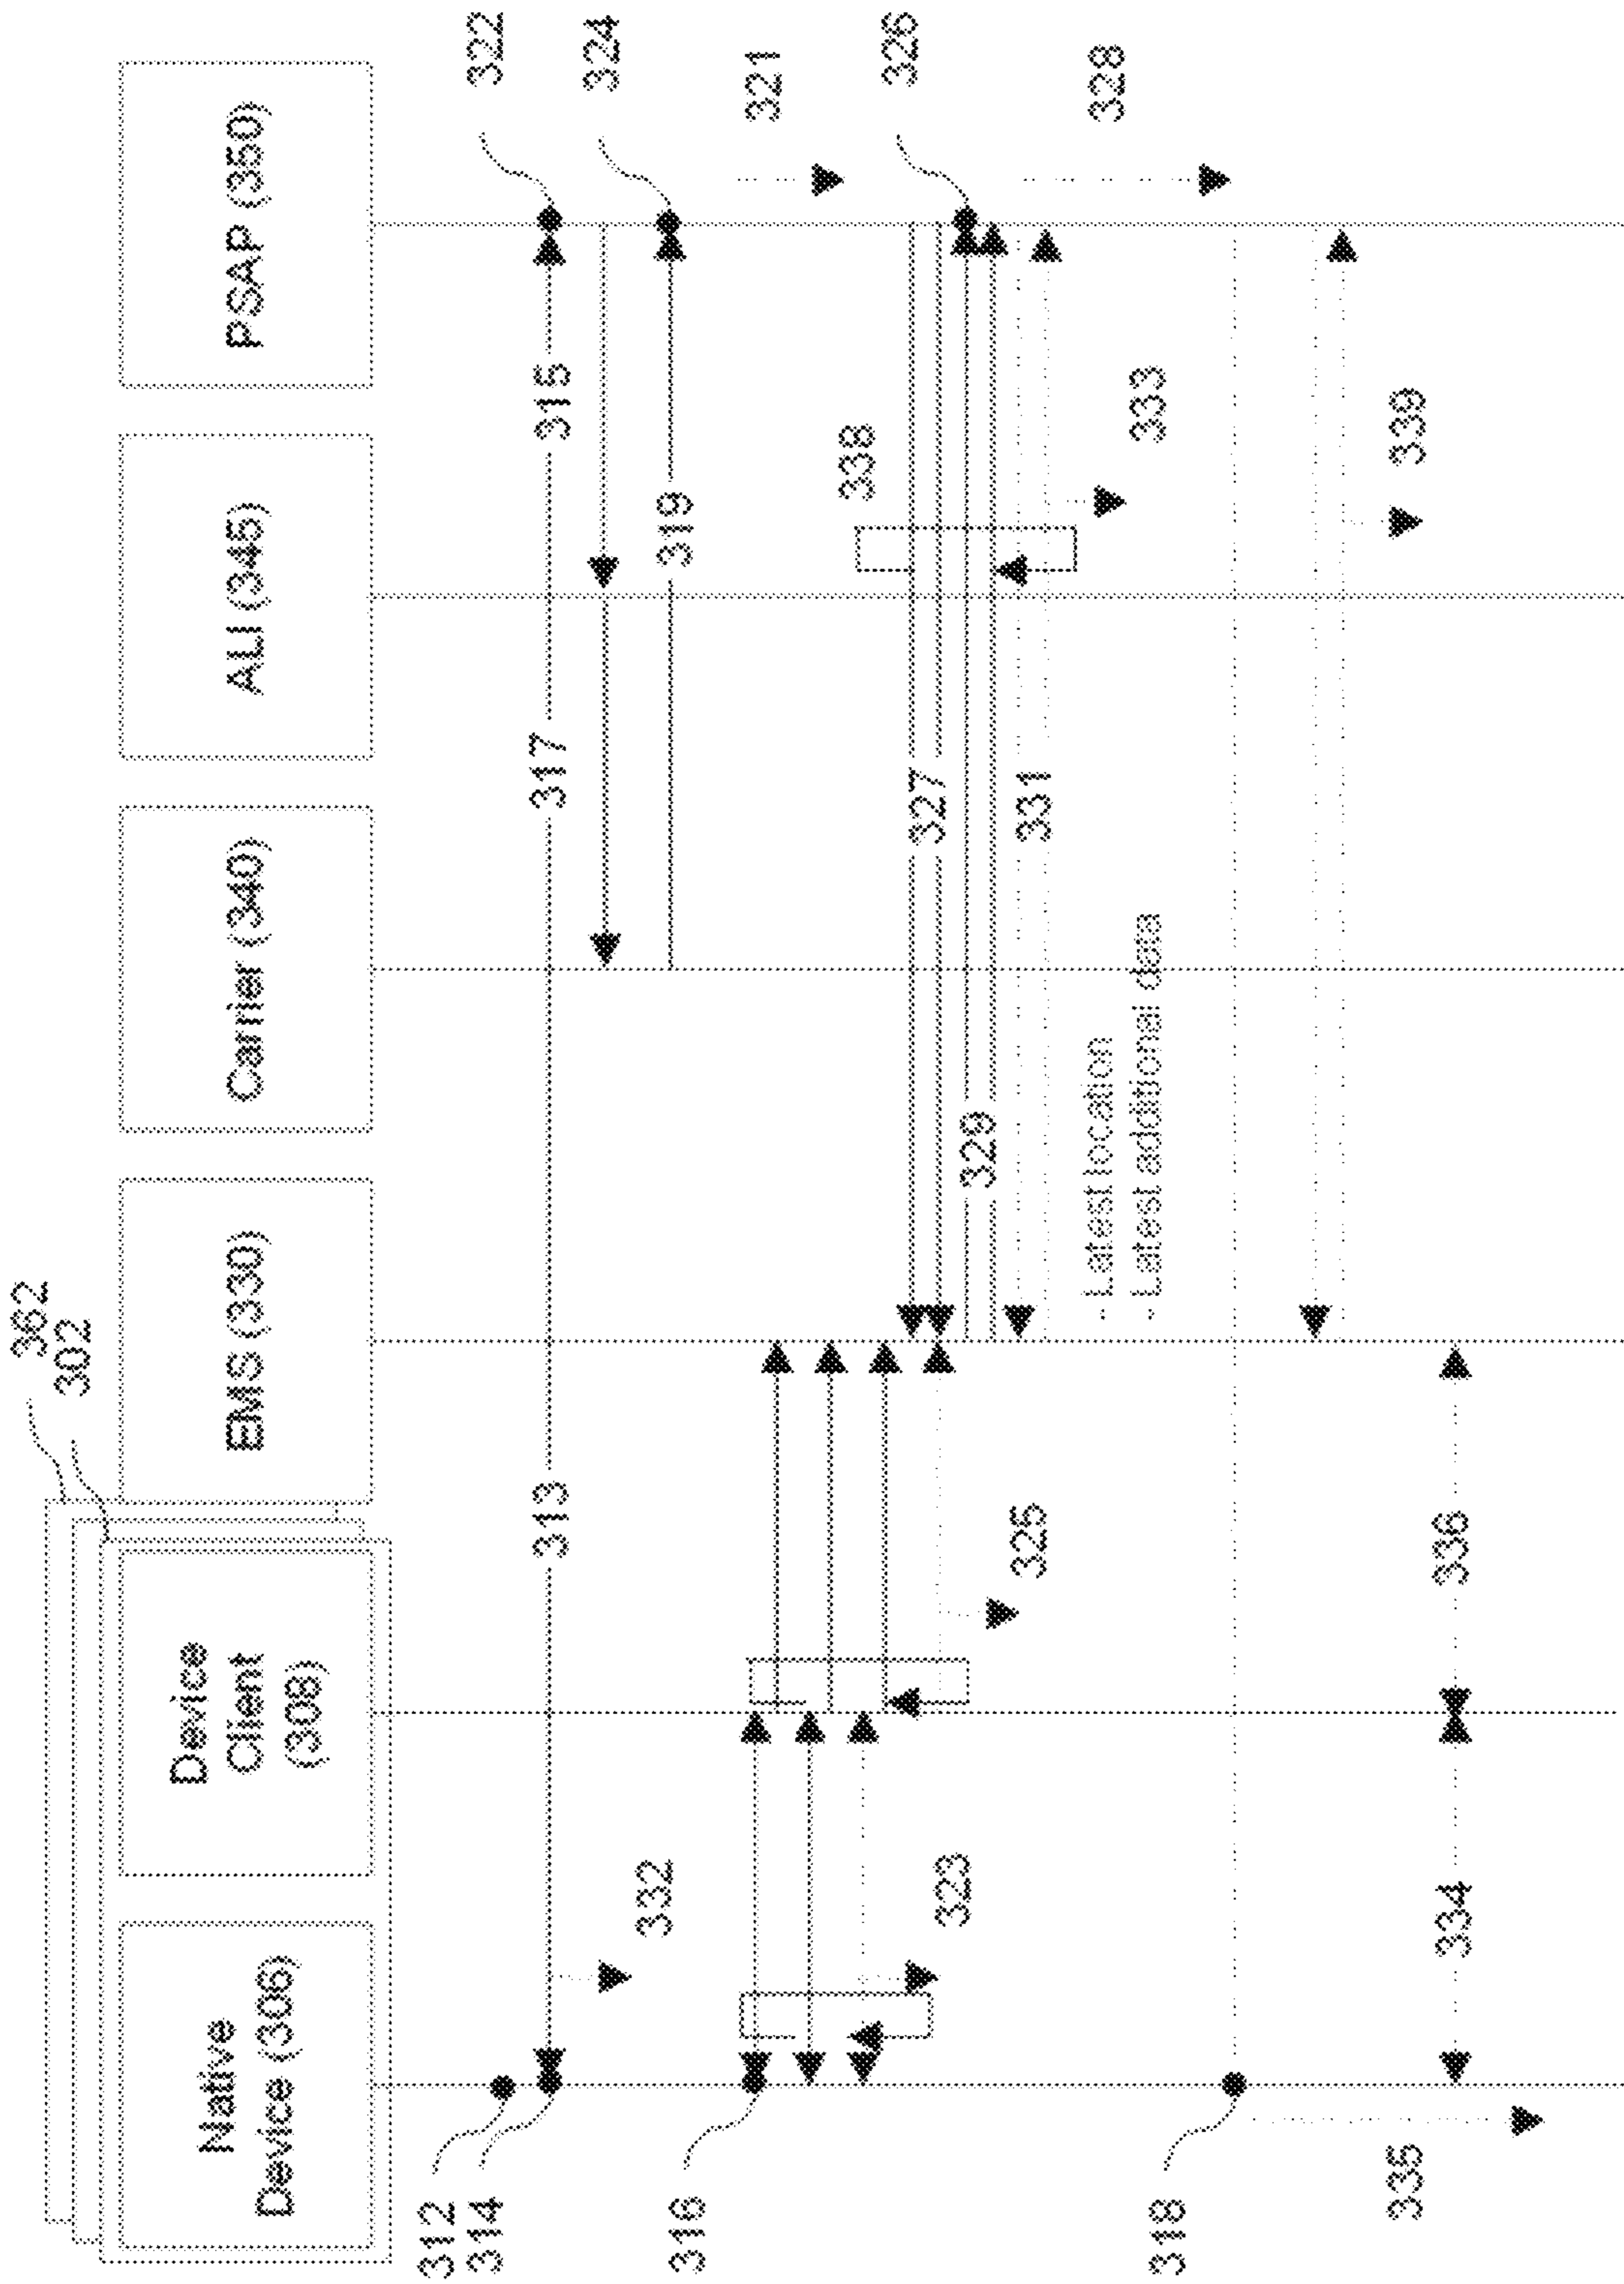 362
302
Native
Device (306)
Device
Client
(308)
EMS (330)
Carrier (340)
ALI (345)
PSAP (350)
312
314
313
317
315
322
332
319
324
316
321
323
325
327
338
326
329
331
- Latest location
- Latest additional data
333
328
318
335
334
336
339